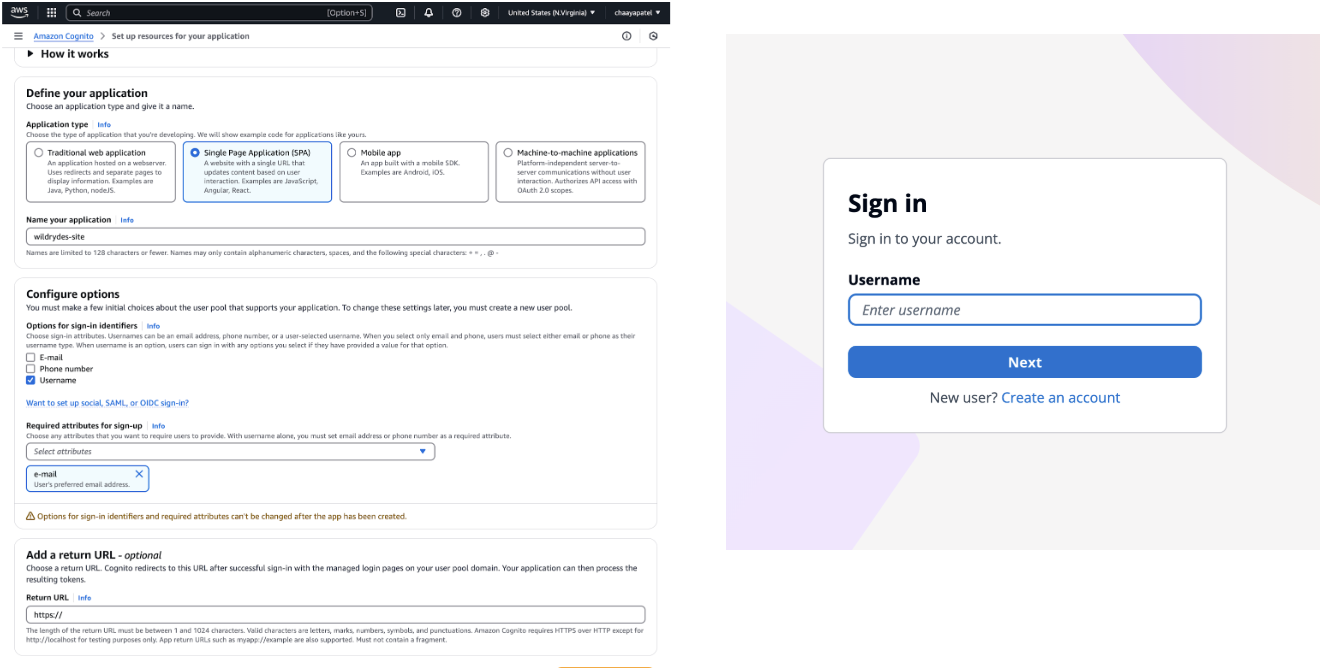 aws
Search
[Option+S]
United States (N.Virginia)
chaayapatel
Amazon Cognito > Set up resources for your application
How it works
Define your application
Choose an application type and give it a name.
Application type | Info
Choose the type of application that you're developing. We will show example code for applications like yours.
Traditional web application
An application hosted on a webserver.
Uses redirects and separate pages to
display information. Examples are
Java, Python, nodeJS.
Single Page Application (SPA)
A website with a single URL that
updates content based on user
interaction. Examples are JavaScript,
Angular, React.
Mobile app
An app built with a mobile SDK.
Examples are Android, iOS.
Machine-to-machine applications
Platform-independent server-to-
server communications without user
interaction. Authorizes API access with
OAuth 2.0 scopes.
Name your application | Info
wildrydes-site
Names are limited to 128 characters or fewer. Names may only contain alphanumeric characters, spaces, and the following special characters: + = , . @ -
Configure options
You must make a few initial choices about the user pool that supports your application. To change these settings later, you must create a new user pool.
Options for sign-in identifiers | Info
Choose sign-in attributes. Usernames can be an email address, phone number, or a user-selected username. When you select only email and phone, users must select either email or phone as their
username type. When username is an option, users can sign in with any options you select if they have provided a value for that option.
E-mail
Phone number
Username
Want to set up social, SAML, or OIDC sign-in?
Required attributes for sign-up | Info
Choose any attributes that you want to require users to provide. With username alone, you must set email address or phone number as a required attribute.
Select attributes
e-mail
User's preferred email address.
Options for sign-in identifiers and required attributes can't be changed after the app has been created.
Add a return URL - optional
Choose a return URL. Cognito redirects to this URL after successful sign-in with the managed login pages on your user pool domain. Your application can then process the
resulting tokens.
Return URL | Info
https://
The length of the return URL must be between 1 and 1024 characters. Valid characters are letters, marks, numbers, symbols, and punctuations. Amazon Cognito requires HTTPS over HTTP except for
http://localhost for testing purposes only. App return URLs such as myapp://example are also supported. Must not contain a fragment.
Sign in
Sign in to your account.
Username
Enter username
Next
New user? Create an account